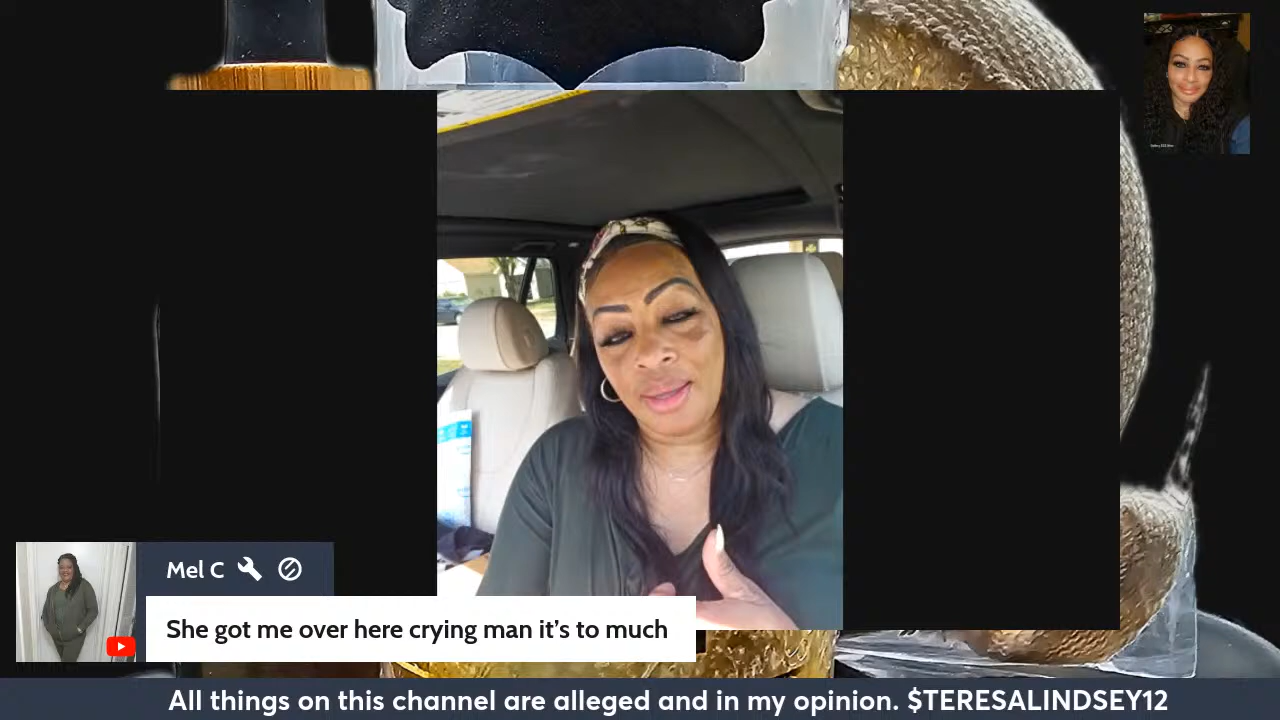 Mel C
She got me over here crying man it's to much
All things on this channel are alleged and in my opinion. $TERESALINDSEY12